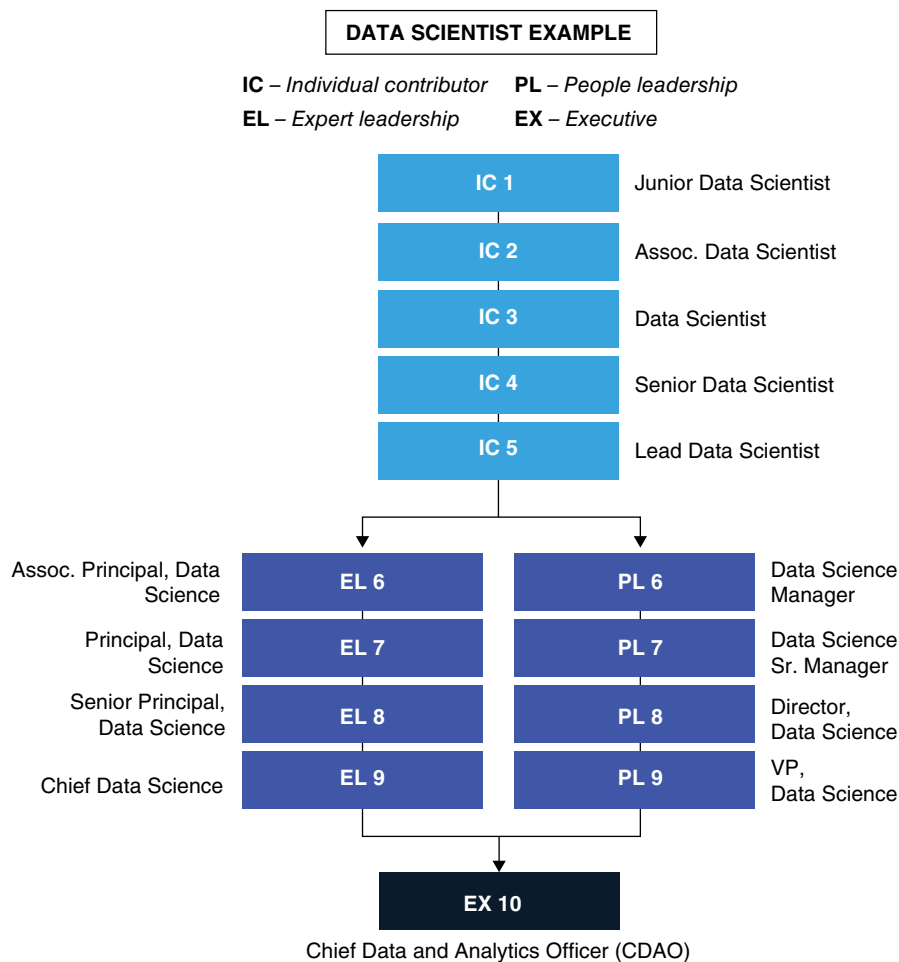 DATA SCIENTIST EXAMPLE
IC – Individual contributor PL – People leadership
EL – Expert leadership EX – Executive
IC 1 Junior Data Scientist
IC 2 Assoc. Data Scientist
IC 3 Data Scientist
IC 4 Senior Data Scientist
IC 5 Lead Data Scientist
Assoc. Principal, Data
Science
EL 6
PL 6
Data Science
Manager
Principal, Data
Science
EL 7
PL 7
Data Science
Sr. Manager
Senior Principal,
Data Science
EL 8
PL 8
Director,
Data Science
Chief Data Science
EL 9
PL 9
VP,
Data Science
EX 10
Chief Data and Analytics Officer (CDAO)